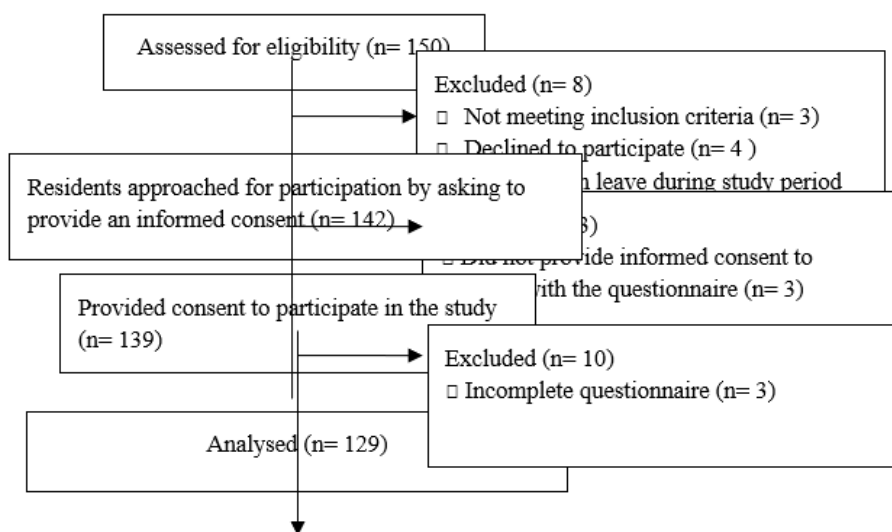 Assessed for eligibility (n= 150)
Excluded (n= 8)
□ Not meeting inclusion criteria (n= 3)
□ Declined to participate (n= 4 )
leave during study period
Residents approached for participation by asking to
provide an informed consent (n= 142)
□ Did not provide informed consent to
with the questionnaire (n= 3)
Provided consent to participate in the study
(n= 139)
Excluded (n= 10)
□ Incomplete questionnaire (n= 3)
Analysed (n= 129)